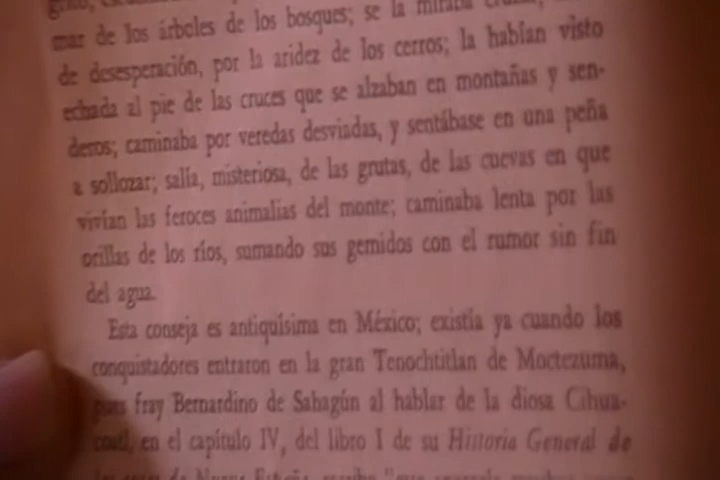 mar de los árboles de los bosques; se la miraba
de desesperación, por la aridez de los cerros; la habían visto
echada al pie de las cruces que se alzaban en montañas y sen-
deros; caminaba por veredas desviadas, y sentábase en una peña
a sollozar; salía, misteriosa, de las grutas, de las cuevas en que
vivían las feroces animalias del monte; caminaba lenta por las
orillas de los ríos, sumando sus gemidos con el rumor sin fin
del agua.
Esta conseja es antiquísima en México; existía ya cuando los
conquistadores entraron en la gran Tenochtitlan de Moctezuma,
pues fray Bernardino de Sahagún al hablar de la diosa Cihua-
coatl, en el capítulo IV, del libro I de su Historia General de